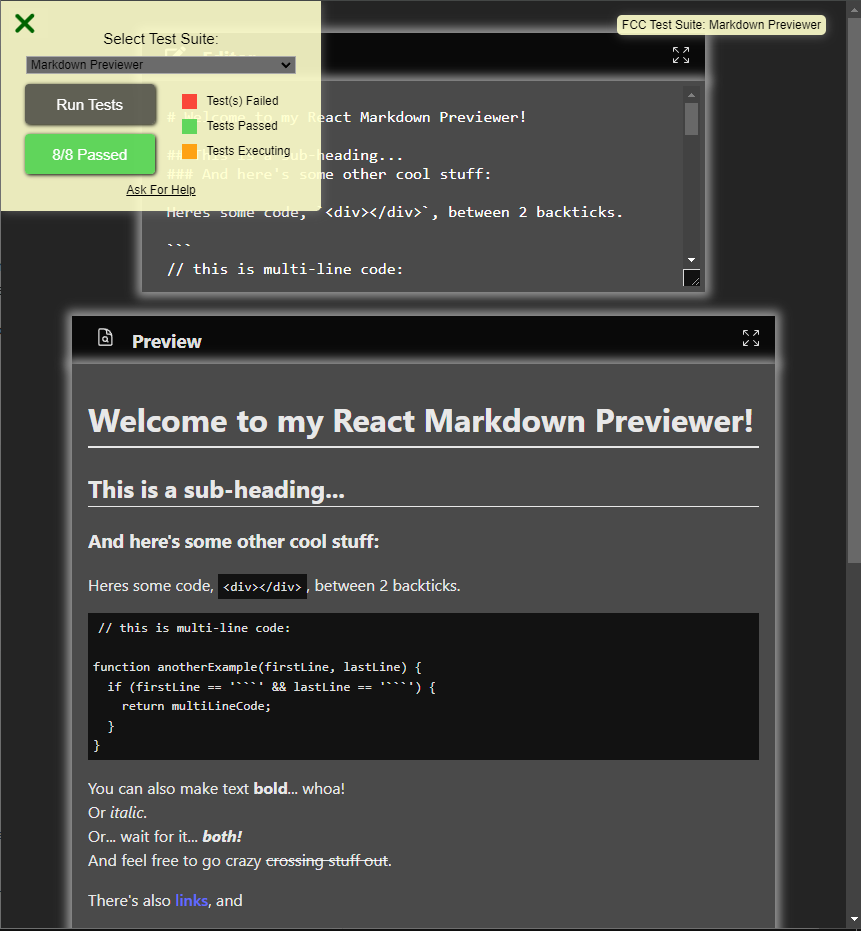 Select Test Suite:
FCC Test Suite: Markdown Previewer
Editor
Markdown Previewer
Run Tests
Test(s) Failed
Tests Passed
Tests Executing
8/8 Passed
Ask For Help
# Welcome to my React Markdown Previewer!
## This is a sub-heading...
### And here's some other cool stuff:
Heres some code, `<div></div>`, between 2 backticks.
```
// this is multi-line code:
Preview
Welcome to my React Markdown Previewer!
This is a sub-heading...
And here's some other cool stuff:
Heres some code, <div></div>, between 2 backticks.
// this is multi-line code:
function anotherExample(firstLine, lastLine) {
if (firstLine == '```' && lastLine == '```') {
return multiLineCode;
}
}
You can also make text bold... whoa!
Or italic.
Or... wait for it... both!
And feel free to go crazy crossing stuff out.
There's also links, and